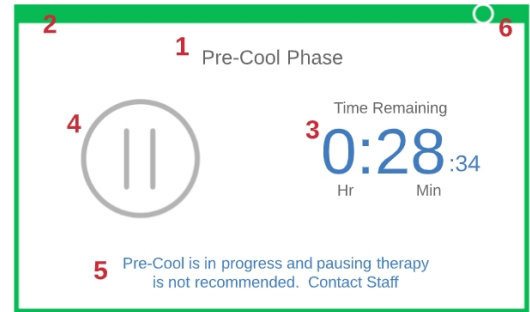 2
6
1 Pre-Cool Phase
4
Time Remaining
3 0:28:34
Hr Min
5 Pre-Cool is in progress and pausing therapy
is not recommended. Contact Staff